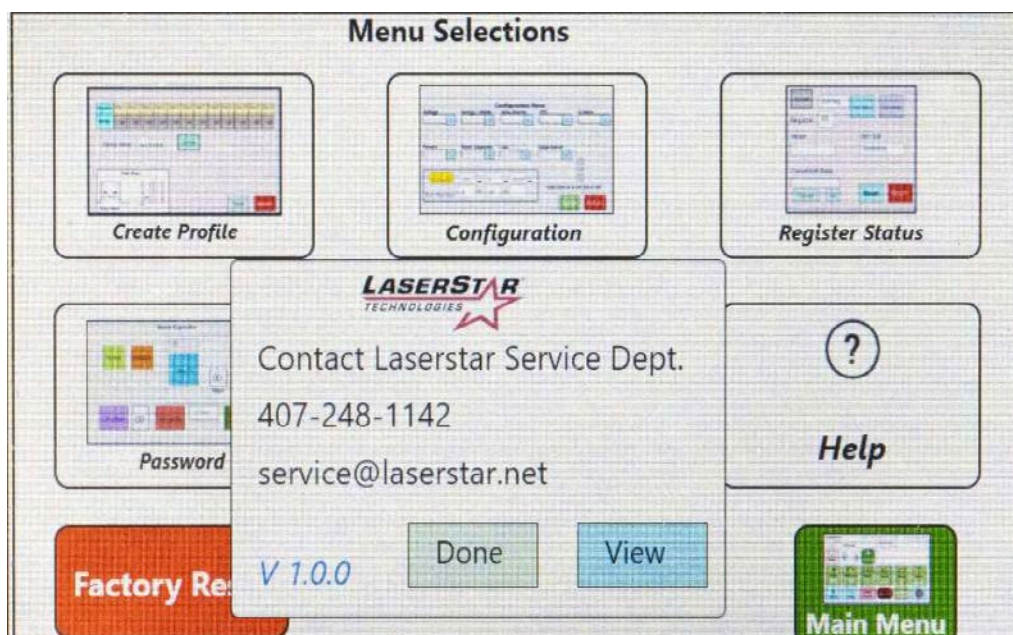 Menu Selections
Create Profile
Configuration
Register Status
LASERSTAR
TECHNOLOGIES
Contact Laserstar Service Dept.
407-248-1142
service@laserstar.net
Password
Help
V 1.0.0
Done
View
Factory Res
Main Menu